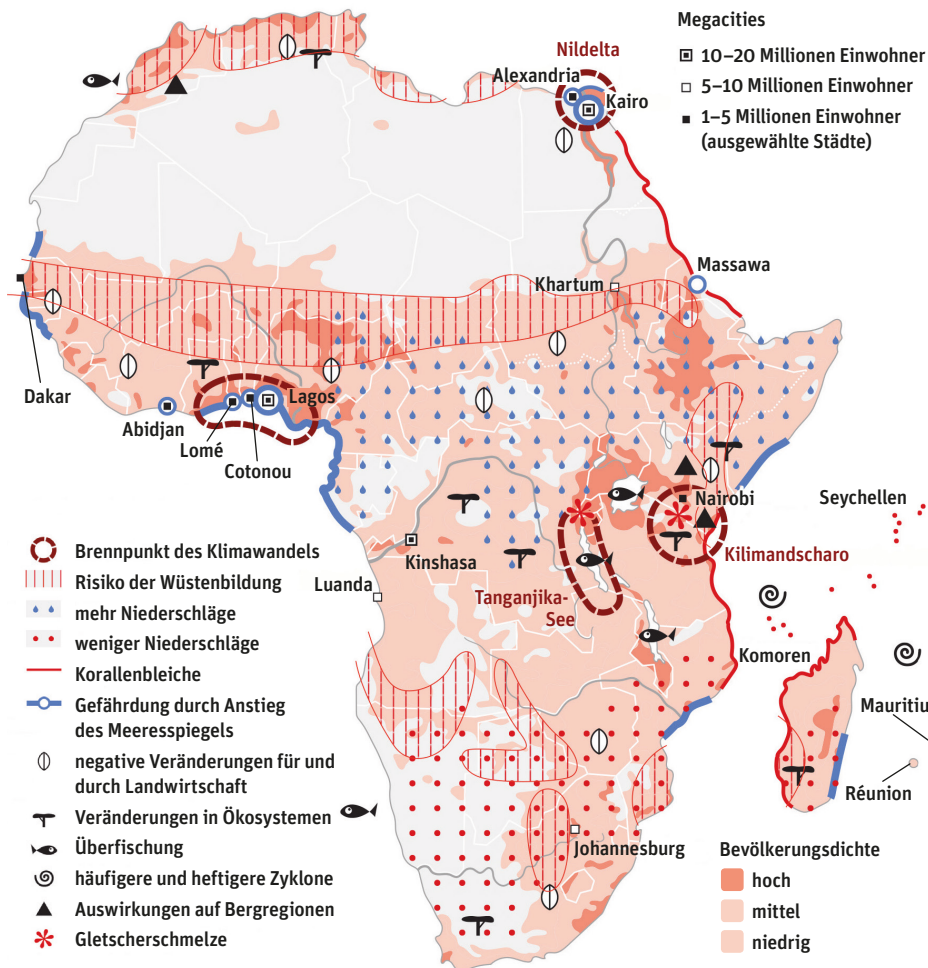 Megacities
10–20 Millionen Einwohner
5–10 Millionen Einwohner
1–5 Millionen Einwohner
(ausgewählte Städte)
Nildelta
Alexandria
Kairo
Massawa
Khartum
Dakar
Abidjan
Lomé
Cotonou
Lagos
Nairobi
Seychellen
Kilimandscharo
Kinshasa
Luanda
Tanganjika-
See
Komoren
Mauritiu
Réunion
Johannesburg
Brennpunkt des Klimawandels
Risiko der Wüstenbildung
mehr Niederschläge
weniger Niederschläge
Korallenbleiche
Gefährdung durch Anstieg
des Meeresspiegels
negative Veränderungen für und
durch Landwirtschaft
Veränderungen in Ökosystemen
Überfischung
häufigere und heftigere Zyklone
Auswirkungen auf Bergregionen
Gletscherschmelze
Bevölkerungsdichte
hoch
mittel
niedrig